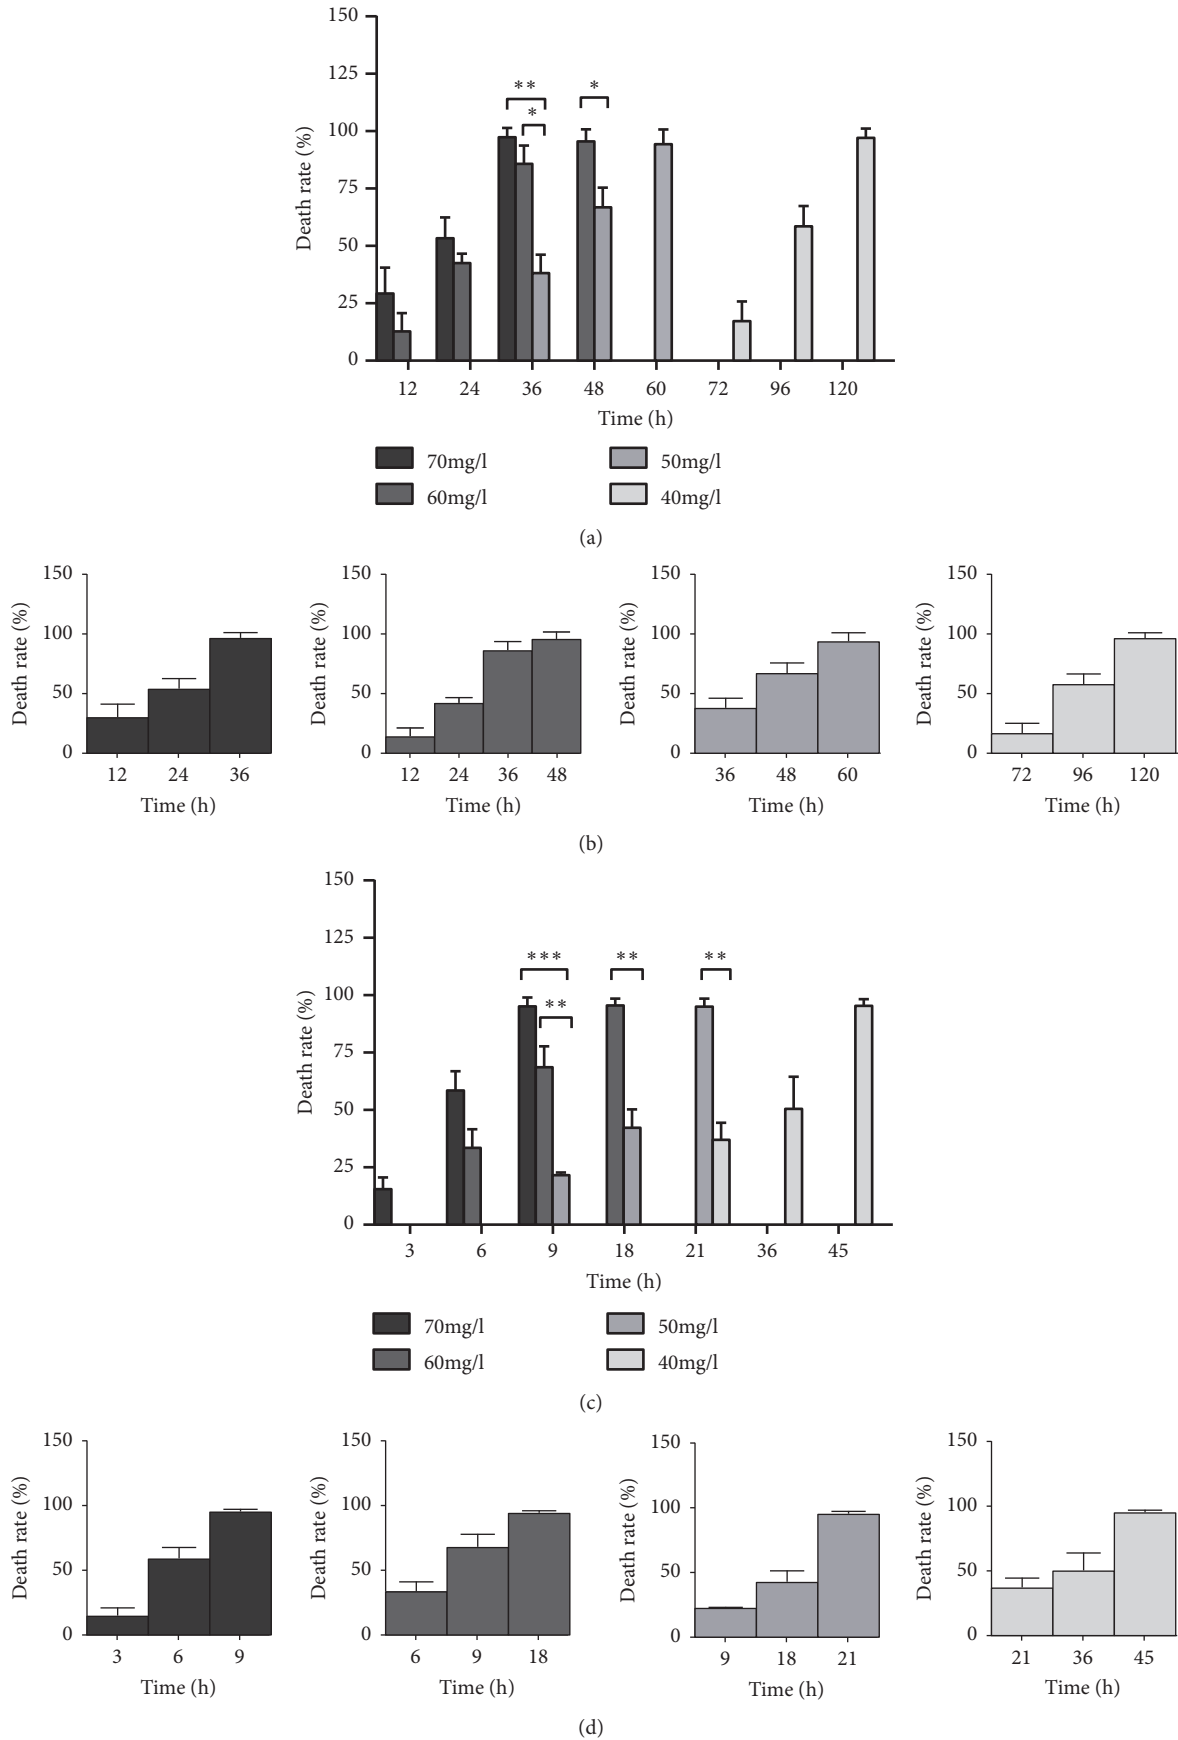 150
125
100
75
50
25
0
Death rate (%)
** *
*
12 24 36 48 60 72 96 120
Time (h)
70mg/l 50mg/l
60mg/l 40mg/l
(a)
150 150 150 150
100 100 100 100
50 50 50 50
0 0 0 0
Death rate (%) Death rate (%) Death rate (%) Death rate (%)
12 24 36 12 24 36 48 36 48 60 72 96 120
Time (h) Time (h) Time (h) Time (h)
(b)
150
125
100
75
50
25
0
Death rate (%)
*** ** **
**
3 6 9 18 21 36 45
Time (h)
70mg/l 50mg/l
60mg/l 40mg/l
(c)
150 150 150 150
100 100 100 100
50 50 50 50
0 0 0 0
Death rate (%) Death rate (%) Death rate (%) Death rate (%)
3 6 9 6 9 18 9 18 21 21 36 45
Time (h) Time (h) Time (h) Time (h)
(d)